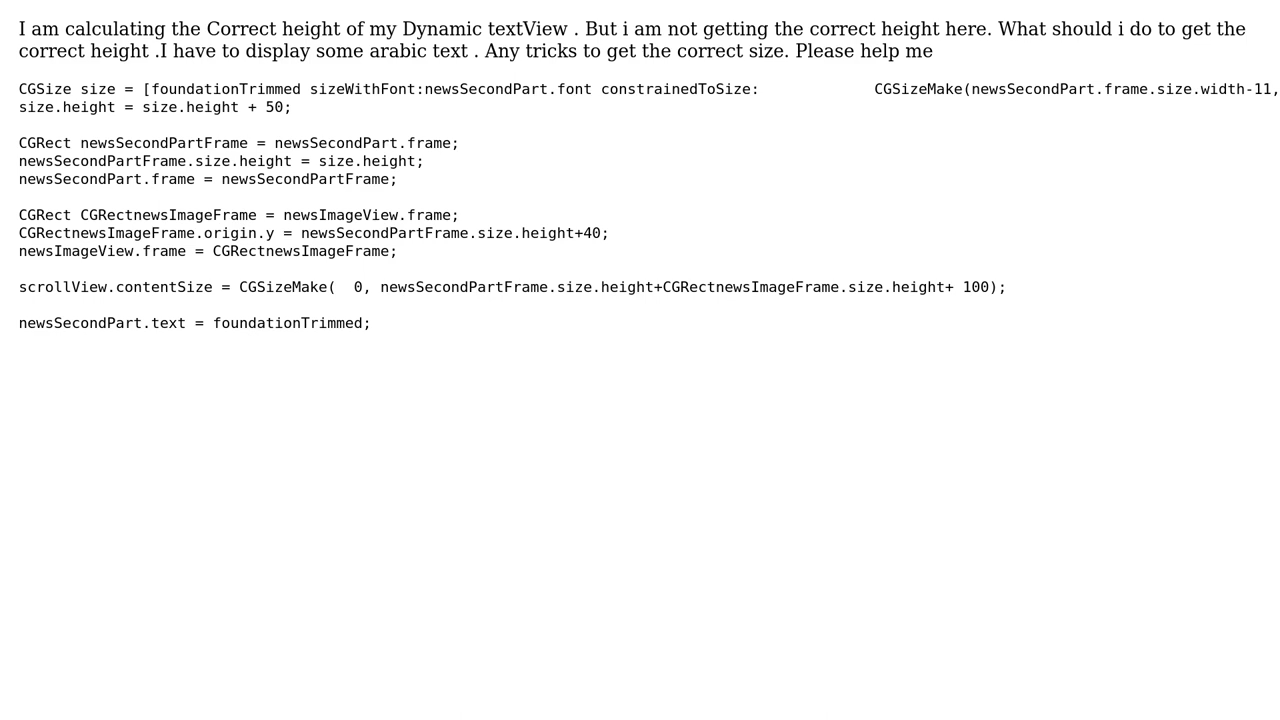 I am calculating the Correct height of my Dynamic textView . But i am not getting the correct height here. What should i do to get the
correct height .I have to display some arabic text . Any tricks to get the correct size. Please help me
CGSize size = [foundationTrimmed sizeWithFont:newsSecondPart.font constrainedToSize:             CGSizeMake(newsSecondPart.frame.size.width-11,
size.height = size.height + 50;
CGRect newsSecondPartFrame = newsSecondPart.frame;
newsSecondPartFrame.size.height = size.height;
newsSecondPart.frame = newsSecondPartFrame;
CGRect CGRectnewsImageFrame = newsImageView.frame;
CGRectnewsImageFrame.origin.y = newsSecondPartFrame.size.height+40;
newsImageView.frame = CGRectnewsImageFrame;
scrollView.contentSize = CGSizeMake(  0, newsSecondPartFrame.size.height+CGRectnewsImageFrame.size.height+ 100);
newsSecondPart.text = foundationTrimmed;